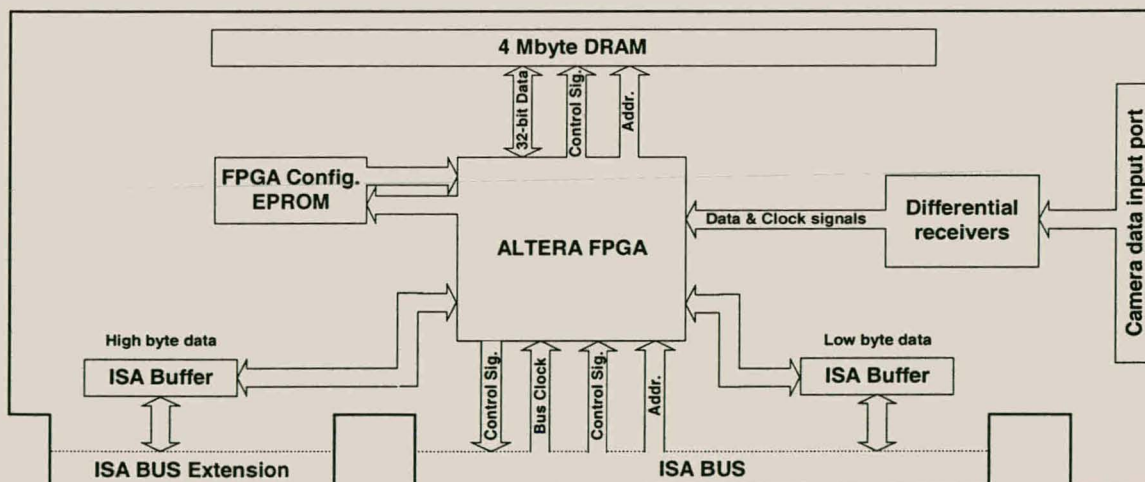 4 Mbyte DRAM
32-bit Data
Control Sig.
Addr.
FPGA Config.
EPROM
ALTERA FPGA
Data & Clock signals
Differential
receivers
Camera data input port
High byte data
ISA Buffer
Low byte data
ISA Buffer
Control Sig.
Bus Clock
Control Sig.
Addr.
ISA BUS Extension
ISA BUS